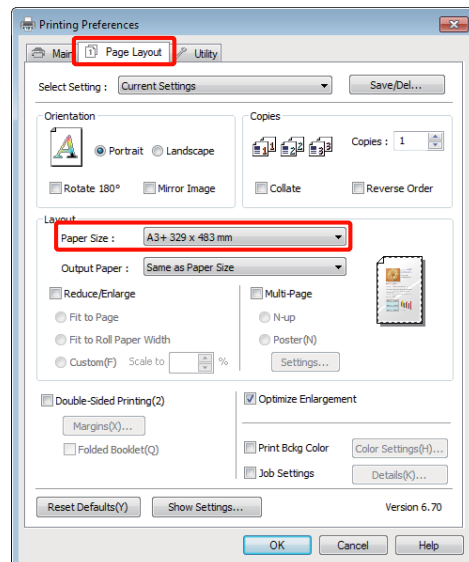 Printing Preferences
Main Page Layout Utility
Select Setting : Current Settings Save/Del...
Orientation Copies
Portrait Landscape Copies : 1
Rotate 180° Mirror Image Collate Reverse Order
Layout
Paper Size : A3+ 329 x 483 mm
Output Paper : Same as Paper Size
Reduce/Enlarge Multi-Page
Fit to Page N-up
Fit to Roll Paper Width Poster(N)
Custom(F) Scale to % Settings...
Double-Sided Printing(2) Optimize Enlargement
Margins(X)...
Folded Booklet(Q) Print Bckg Color Color Settings(H)...
Job Settings Details(K)...
Reset Defaults(Y) Show Settings... Version 6.70
OK Cancel Help